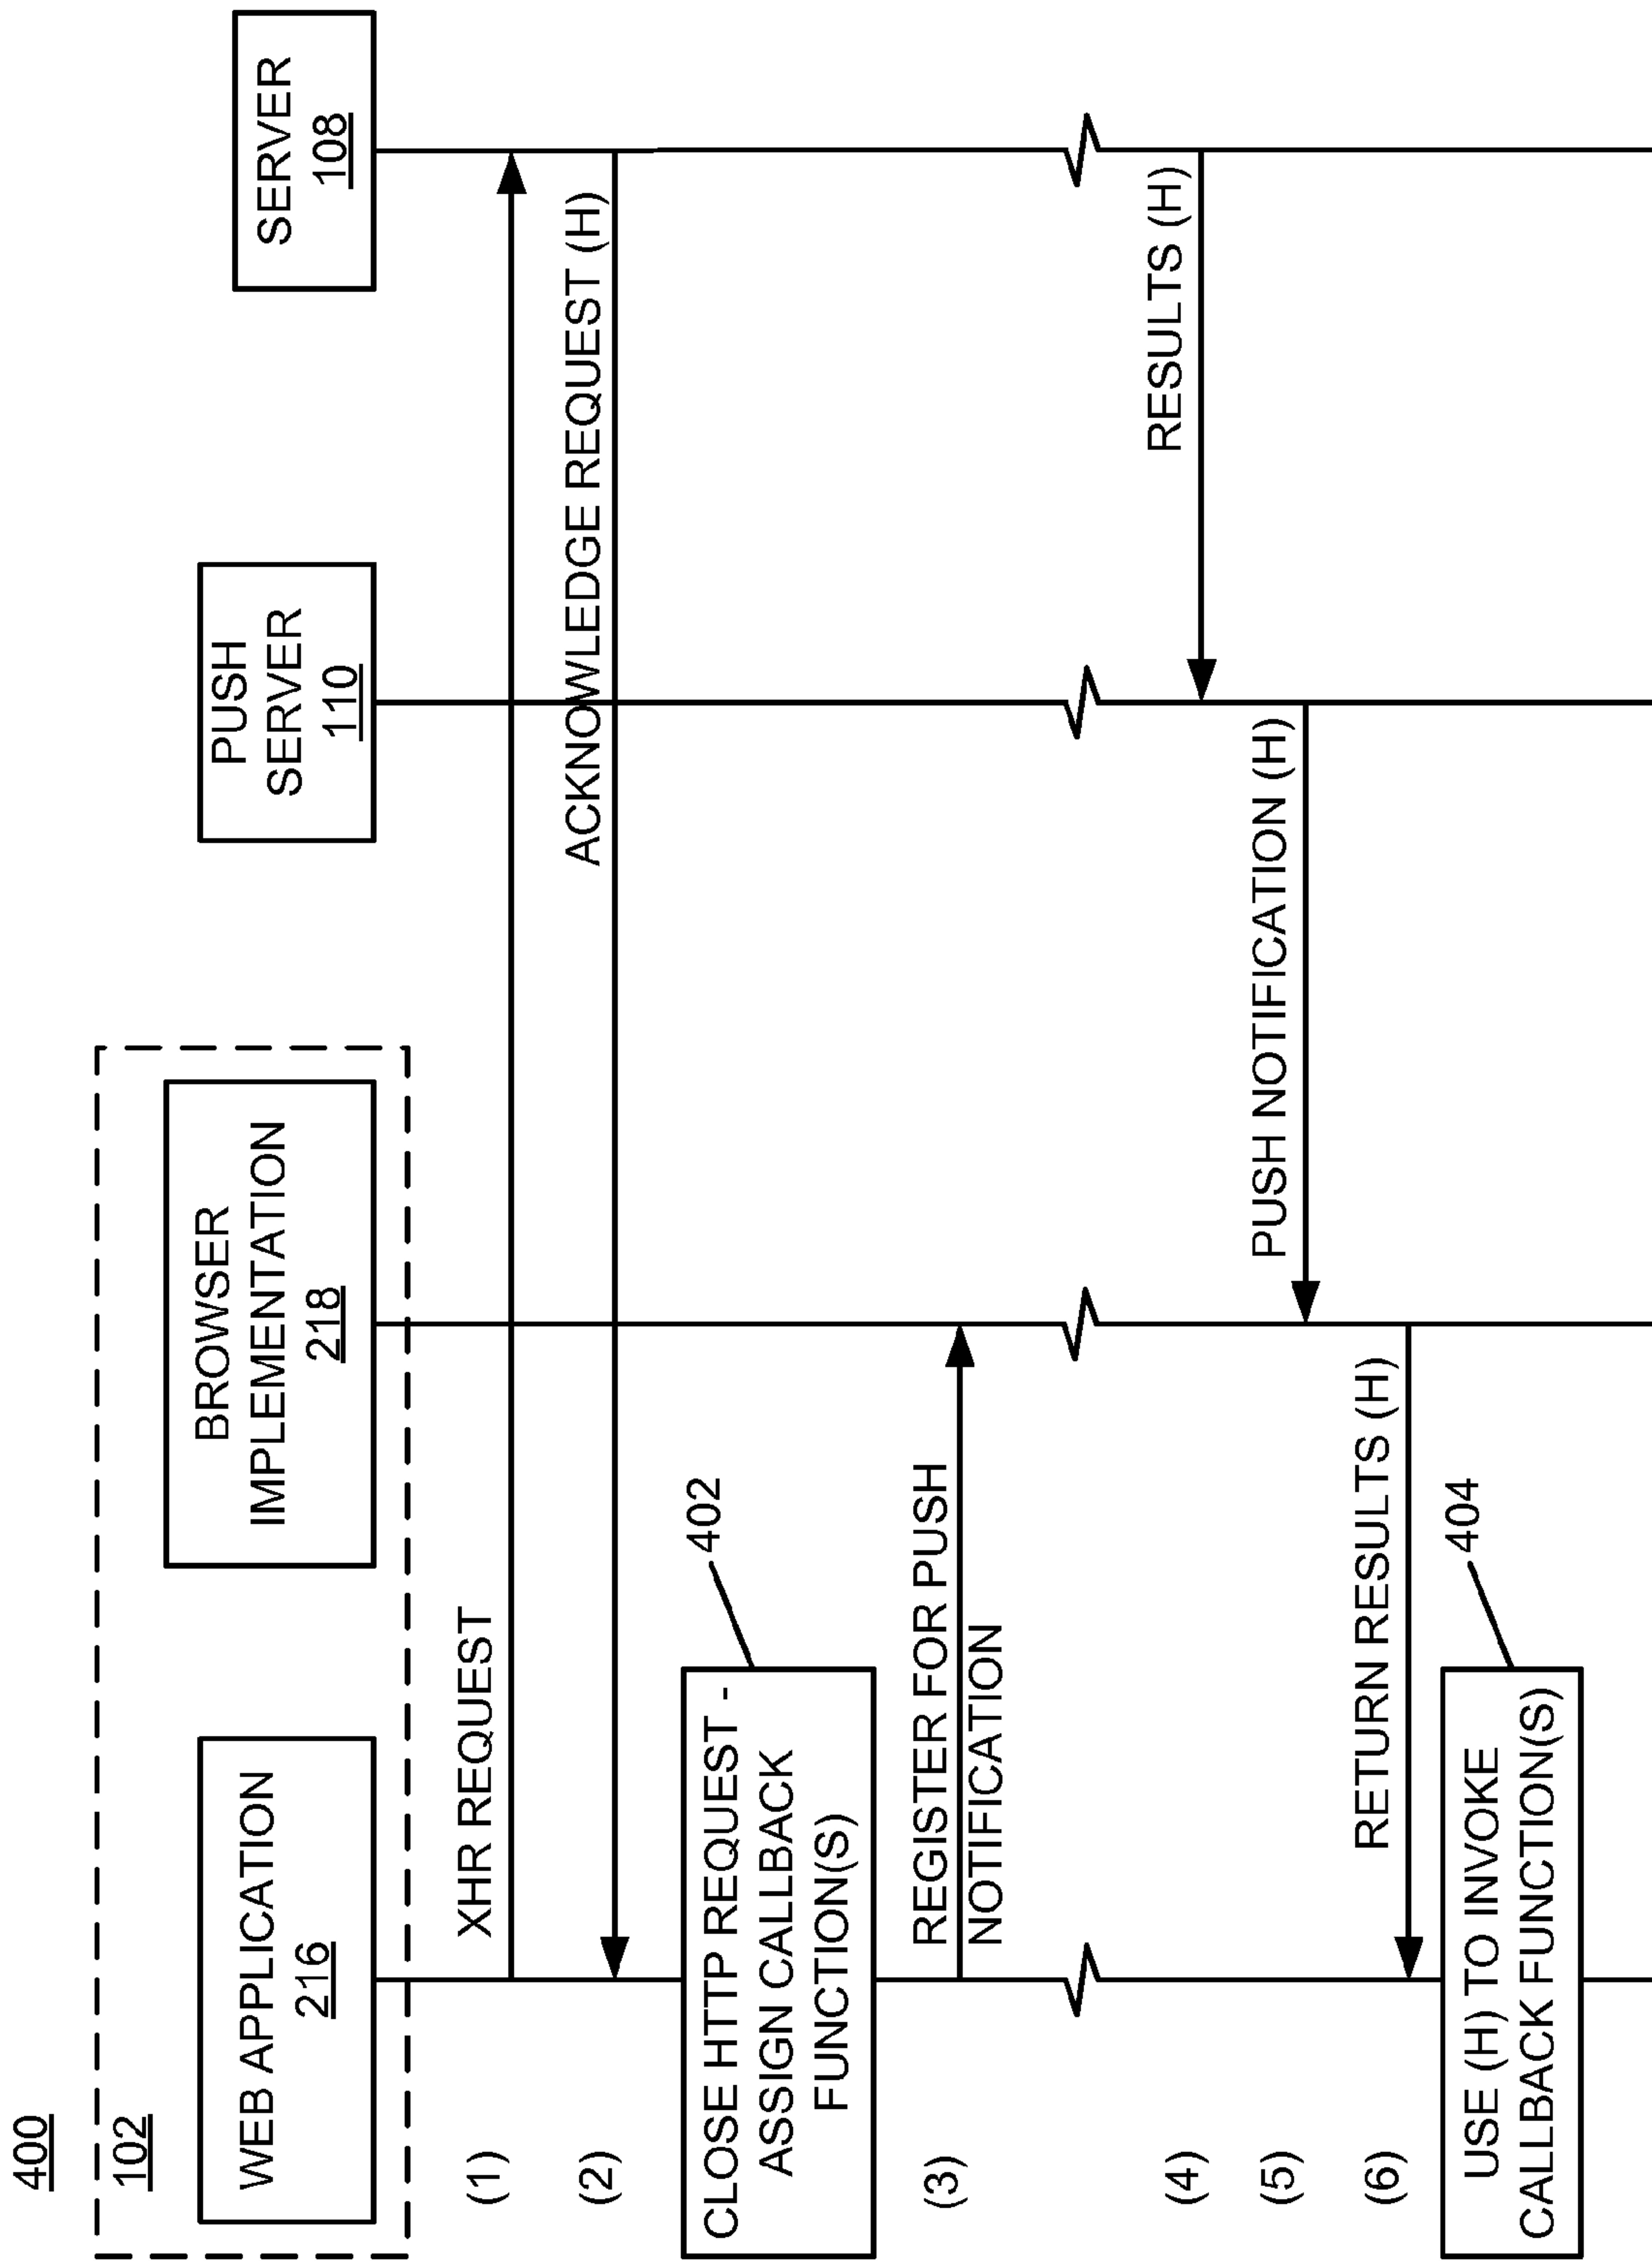 400
102
WEB APPLICATION
216
BROWSER
IMPLEMENTATION
218
PUSH
SERVER
110
SERVER
108
(1)
XHR REQUEST
(2)
ACKNOWLEDGE REQUEST (H)
CLOSE HTTP REQUEST -
ASSIGN CALLBACK
FUNCTION(S)
402
(3)
REGISTER FOR PUSH
NOTIFICATION
(4)
RESULTS (H)
(5)
PUSH NOTIFICATION (H)
(6)
RETURN RESULTS (H)
USE (H) TO INVOKE
CALLBACK FUNCTION(S)
404